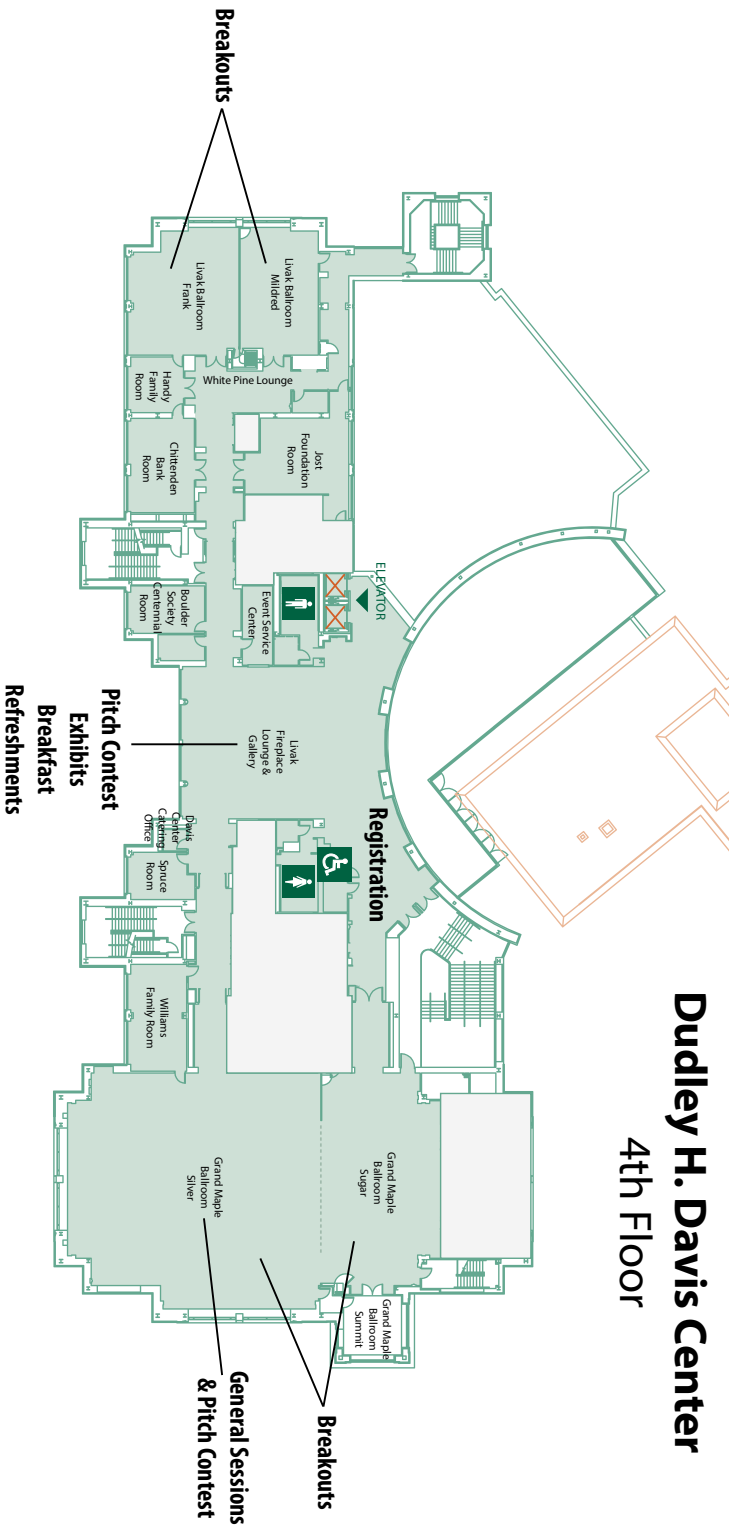 Dudley H. Davis Center
4th Floor
Breakouts
Livak Ballroom
Mildred
Livak Ballroom
Frank
White Pine Lounge
Handy
Family
Room
Jost
Foundation
Room
Chittenden
Bank
Room
ELEVATOR
Event Service
Center
Boulder
Society
Centennial
Room
Livak
Fireplace
Lounge &
Gallery
Pitch Contest
Exhibits
Breakfast
Refreshments
Registration
Davis
Center
Catering
Office
Spruce
Room
Williams
Family Room
Grand Maple
Ballroom
Sugar
Grand Maple
Ballroom
Silver
Grand Maple
Ballroom
Summit
Breakouts
General Sessions
& Pitch Contest